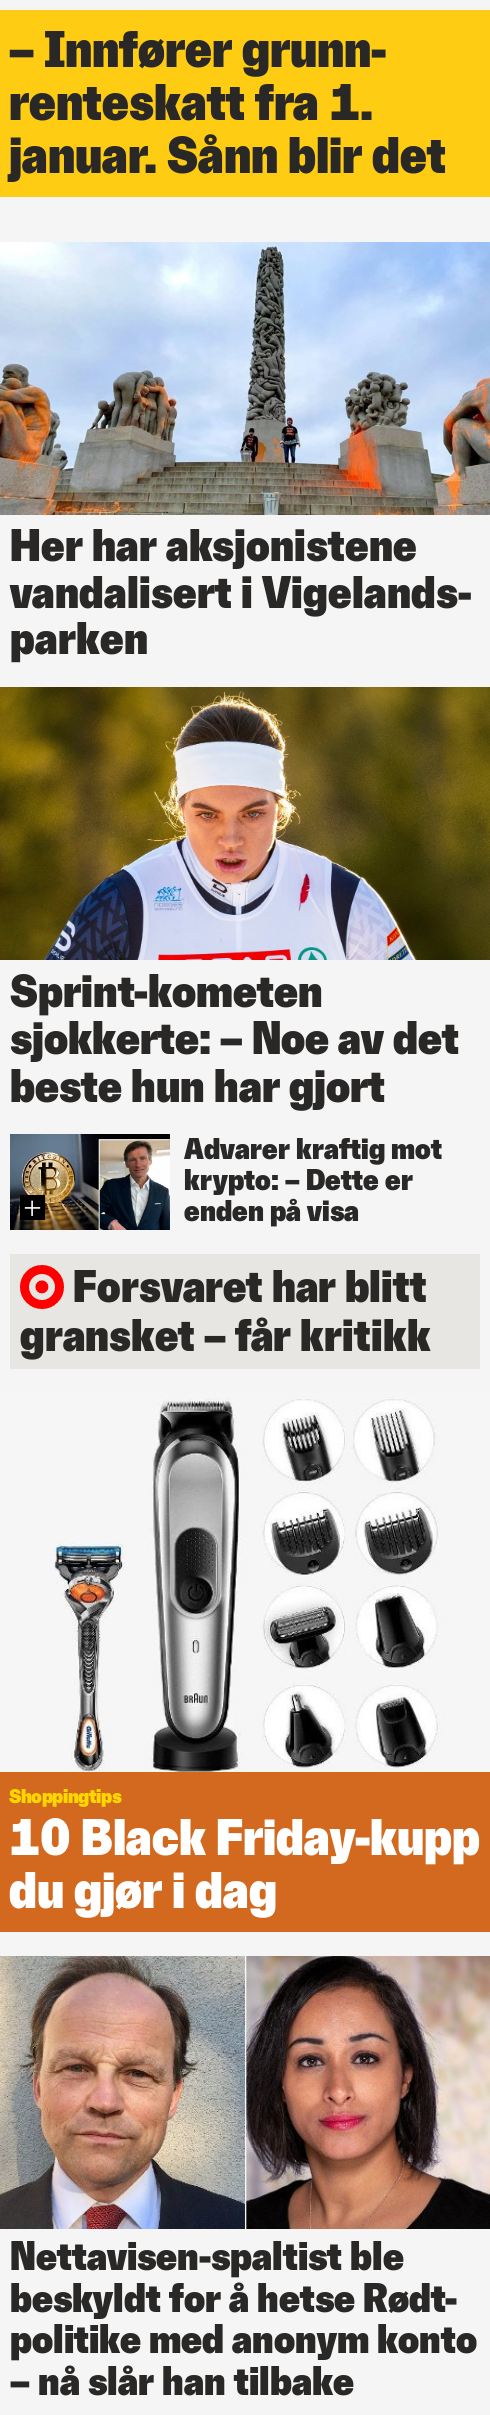 – Innfører grunn-
renteskatt fra 1.
januar. Sånn blir det
Her har aksjonistene
vandalisert i Vigelands-
parken
Sprint-kometen
sjokkerte: – Noe av det
beste hun har gjort
Advarer kraftig mot
krypto: – Dette er
enden på visa
Forsvaret har blitt
gransket – får kritikk
BRAUN
Gillette
Shoppingtips
10 Black Friday-kupp
du gjør i dag
Nettavisen-spaltist ble
beskyldt for å hetse Rødt-
politike med anonym konto
– nå slår han tilbake